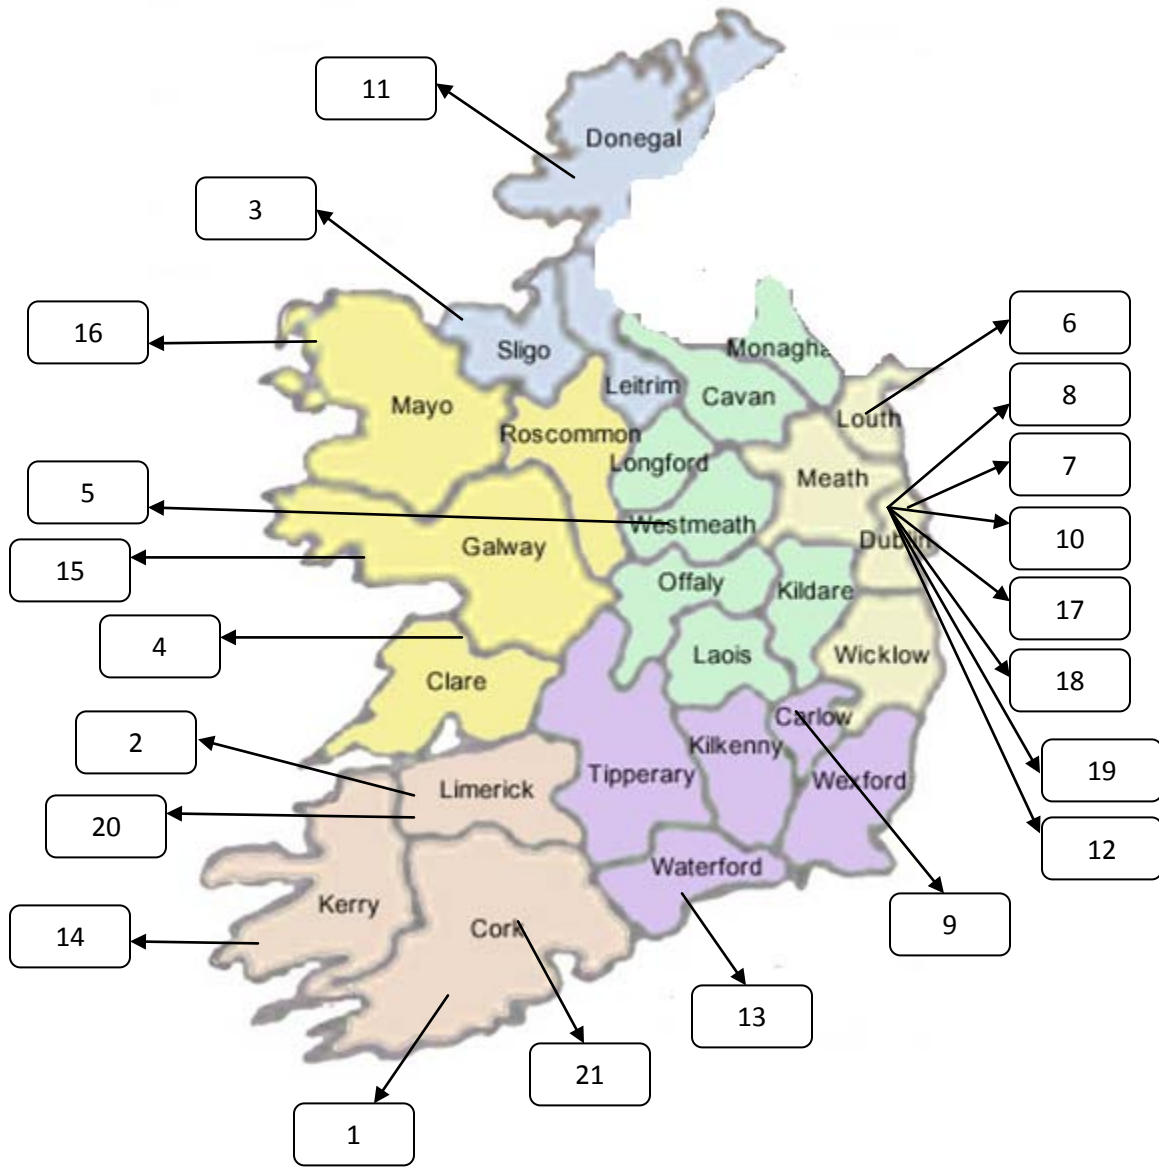 11
Donegal
3
16
6
Sligo
Monagha
8
Leitrim
Cavan
Mayo
Louth
Roscommon
7
Longford
Meath
5
Westmeath
10
Dublin
Galway
15
Offaly
Kildare
17
4
Laois
Wicklow
18
Clare
Carlow
2
Kilkenny
19
Tipperary
Wexford
Limerick
20
12
Waterford
Kerry
9
Cork
14
13
21
1